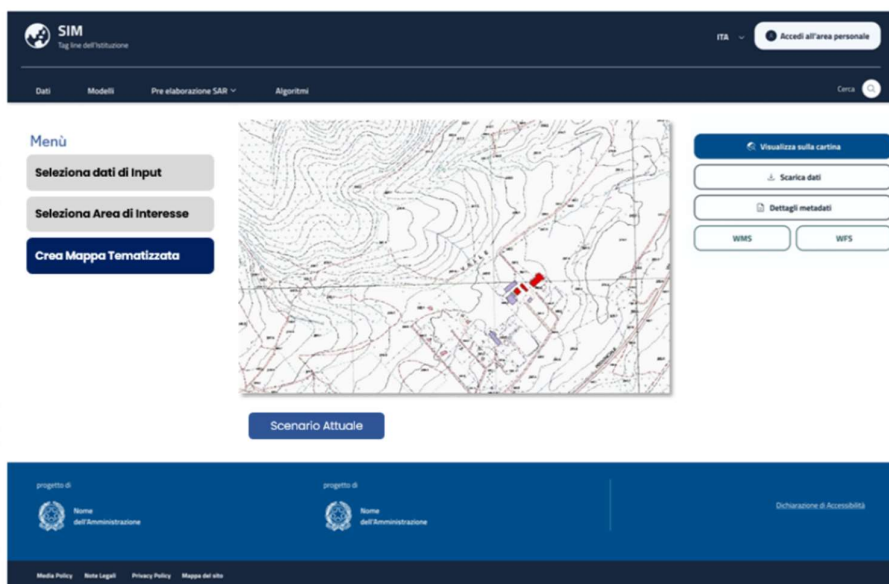 SIM
Tag line dell'Istituzione
ITA
Accedi all'area personale
Dati
Modelli
Pre elaborazione SAR
Algoritmi
Cerca
Menù
Seleziona dati di Input
Seleziona Area di Interesse
Crea Mappa Tematizzata
Visualizza sulla cartina
Scarica dati
Dettagli metadati
WMS
WFS
Scenario Attuale
progetto di
Nome
dell'Amministrazione
progetto di
Nome
dell'Amministrazione
Dichiarazione di Accessibilità
Media Policy
Note Legali
Privacy Policy
Mappa del sito